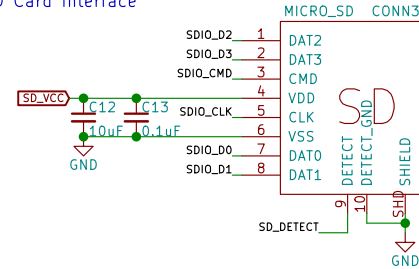 D Card Interface
MICRO_SD CONN3
SDIO_D2 1 DAT2
SDIO_D3 2 DAT3
SDIO_CMD 3 CMD
SD_VCC 4 VDD
C12 C13 SDIO_CLK 5 CLK
10uF 0.1uF 6 VSS
GND SDIO_D0 7 DAT0
SDIO_D1 8 DAT1
SD
DETECT
DETECT_GND
SHIELD
9
10
SHD
SD_DETECT
GND